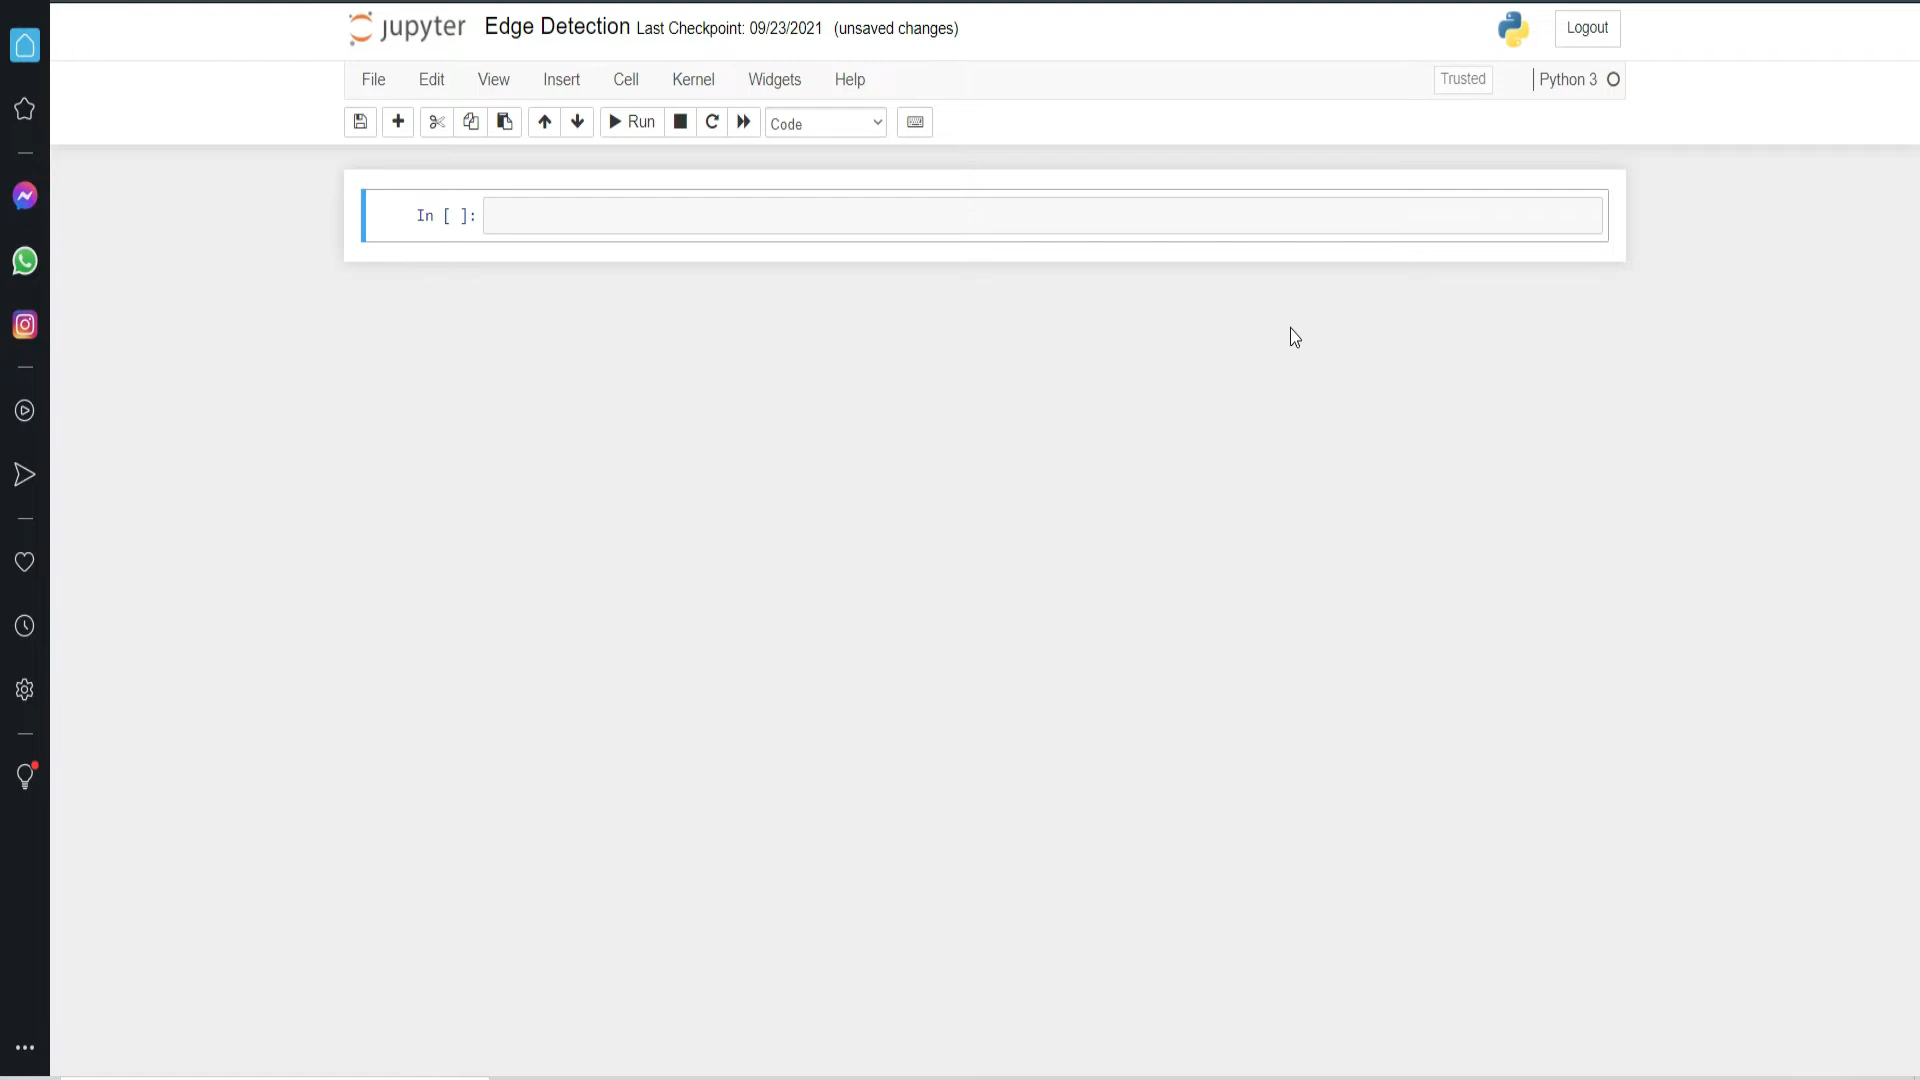 jupyter Edge Detection Last Checkpoint: 09/23/2021 (unsaved changes) Logout
File Edit View Insert Cell Kernel Widgets Help Trusted Python 3
Run Code
In [ ]: